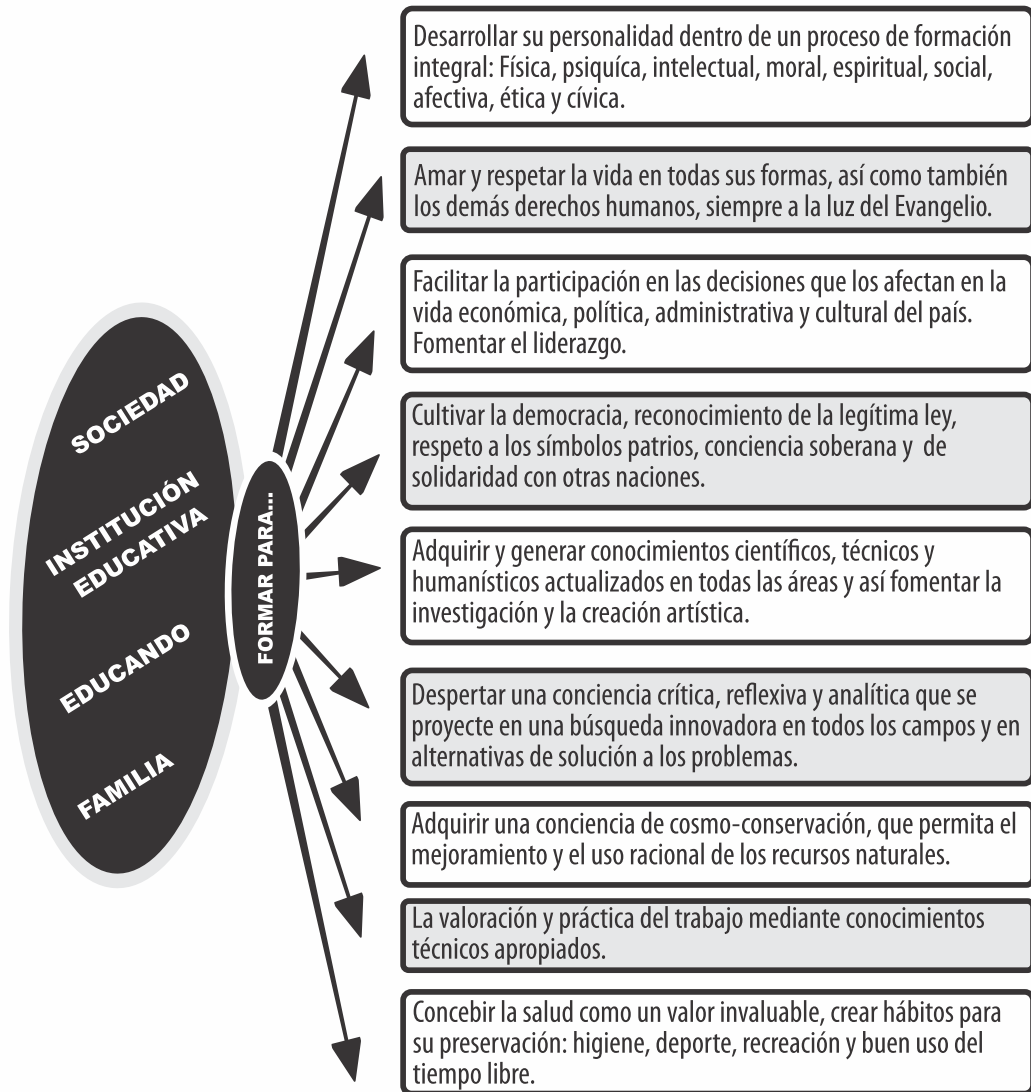 SOCIEDAD
INSTITUCIÓN
EDUCATIVA
EDUCANDO
FAMILIA
FORMAR PARA...
Desarrollar su personalidad dentro de un proceso de formación
integral: Física, psiquíca, intelectual, moral, espiritual, social,
afectiva, ética y cívica.
Amar y respetar la vida en todas sus formas, así como también
los demás derechos humanos, siempre a la luz del Evangelio.
Facilitar la participación en las decisiones que los afectan en la
vida económica, política, administrativa y cultural del país.
Fomentar el liderazgo.
Cultivar la democracia, reconocimiento de la legítima ley,
respeto a los símbolos patrios, conciencia soberana y de
solidaridad con otras naciones.
Adquirir y generar conocimientos científicos, técnicos y
humanísticos actualizados en todas las áreas y así fomentar la
investigación y la creación artística.
Despertar una conciencia crítica, reflexiva y analítica que se
proyecte en una búsqueda innovadora en todos los campos y en
alternativas de solución a los problemas.
Adquirir una conciencia de cosmo-conservación, que permita el
mejoramiento y el uso racional de los recursos naturales.
La valoración y práctica del trabajo mediante conocimientos
técnicos apropiados.
Concebir la salud como un valor invaluable, crear hábitos para
su preservación: higiene, deporte, recreación y buen uso del
tiempo libre.